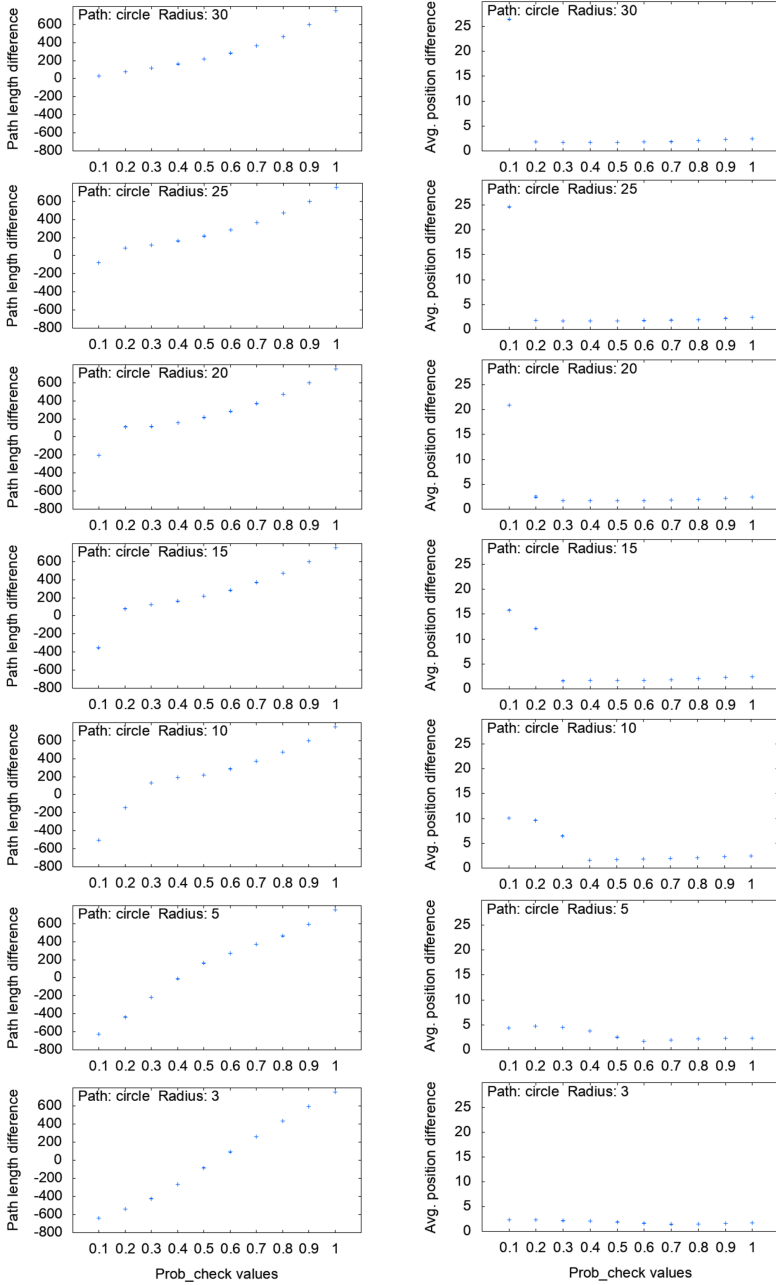 Path: circle Radius: 30
Path length difference
600
400
200
0
-200
-400
-600
-800
0.1 0.2 0.3 0.4 0.5 0.6 0.7 0.8 0.9 1
Path: circle Radius: 30
Avg. position difference
25
20
15
10
5
0
0.1 0.2 0.3 0.4 0.5 0.6 0.7 0.8 0.9 1
Path: circle Radius: 25
Path length difference
600
400
200
0
-200
-400
-600
-800
0.1 0.2 0.3 0.4 0.5 0.6 0.7 0.8 0.9 1
Path: circle Radius: 25
Avg. position difference
25
20
15
10
5
0
0.1 0.2 0.3 0.4 0.5 0.6 0.7 0.8 0.9 1
Path: circle Radius: 20
Path length difference
600
400
200
0
-200
-400
-600
-800
0.1 0.2 0.3 0.4 0.5 0.6 0.7 0.8 0.9 1
Path: circle Radius: 20
Avg. position difference
25
20
15
10
5
0
0.1 0.2 0.3 0.4 0.5 0.6 0.7 0.8 0.9 1
Path: circle Radius: 15
Path length difference
600
400
200
0
-200
-400
-600
-800
0.1 0.2 0.3 0.4 0.5 0.6 0.7 0.8 0.9 1
Path: circle Radius: 15
Avg. position difference
25
20
15
10
5
0
0.1 0.2 0.3 0.4 0.5 0.6 0.7 0.8 0.9 1
Path: circle Radius: 10
Path length difference
600
400
200
0
-200
-400
-600
-800
0.1 0.2 0.3 0.4 0.5 0.6 0.7 0.8 0.9 1
Path: circle Radius: 10
Avg. position difference
25
20
15
10
5
0
0.1 0.2 0.3 0.4 0.5 0.6 0.7 0.8 0.9 1
Path: circle Radius: 5
Path length difference
600
400
200
0
-200
-400
-600
-800
0.1 0.2 0.3 0.4 0.5 0.6 0.7 0.8 0.9 1
Path: circle Radius: 5
Avg. position difference
25
20
15
10
5
0
0.1 0.2 0.3 0.4 0.5 0.6 0.7 0.8 0.9 1
Path: circle Radius: 3
Path length difference
600
400
200
0
-200
-400
-600
-800
0.1 0.2 0.3 0.4 0.5 0.6 0.7 0.8 0.9 1
Prob_check values
Path: circle Radius: 3
Avg. position difference
25
20
15
10
5
0
0.1 0.2 0.3 0.4 0.5 0.6 0.7 0.8 0.9 1
Prob_check values